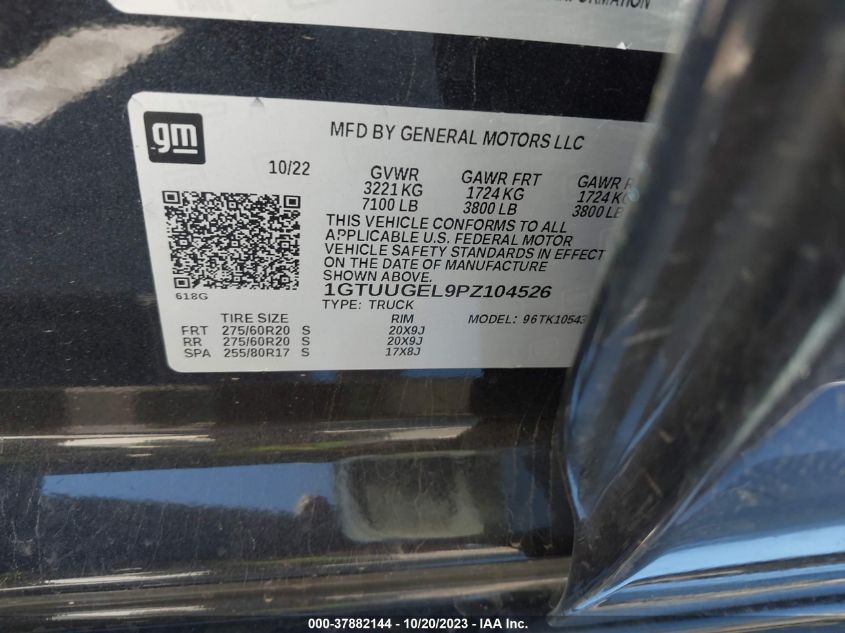 gm
MFD BY GENERAL MOTORS LLC
10/22 GVWR GAWR FRT GAWR
3221 KG 1724 KG 1724 KG
7100 LB 3800 LB 3800 LB
THIS VEHICLE CONFORMS TO ALL
APPLICABLE U.S. FEDERAL MOTOR
VEHICLE SAFETY STANDARDS IN EFFECT
ON THE DATE OF MANUFACTURE
SHOWN ABOVE.
1GTUUGEL9PZ104526
618G
TYPE: TRUCK
TIRE SIZE RIM MODEL: 96TK10543
FRT 275/60R20 S 20X9J
RR 275/60R20 S 20X9J
SPA 255/80R17 S 17X8J
000-37882144 - 10/20/2023 - © IAA Inc.